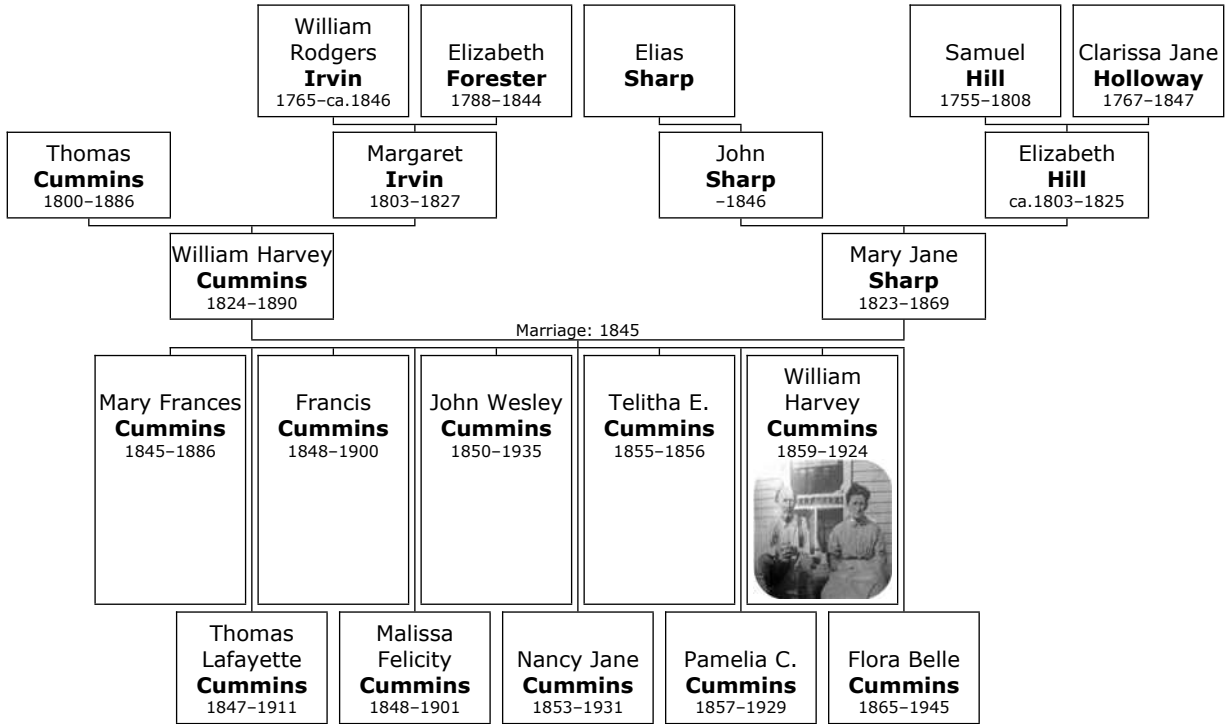 William
Rodgers
Irvin
1765–ca.1846
Elizabeth
Forester
1788–1844
Elias
Sharp
Samuel
Hill
1755–1808
Clarissa Jane
Holloway
1767–1847
Thomas
Cummins
1800–1886
Margaret
Irvin
1803–1827
John
Sharp
–1846
Elizabeth
Hill
ca.1803–1825
William Harvey
Cummins
1824–1890
Mary Jane
Sharp
1823–1869
Marriage: 1845
Mary Frances
Cummins
1845–1886
Francis
Cummins
1848–1900
John Wesley
Cummins
1850–1935
Telitha E.
Cummins
1855–1856
William
Harvey
Cummins
1859–1924
Thomas
Lafayette
Cummins
1847–1911
Malissa
Felicity
Cummins
1848–1901
Nancy Jane
Cummins
1853–1931
Pamelia C.
Cummins
1857–1929
Flora Belle
Cummins
1865–1945